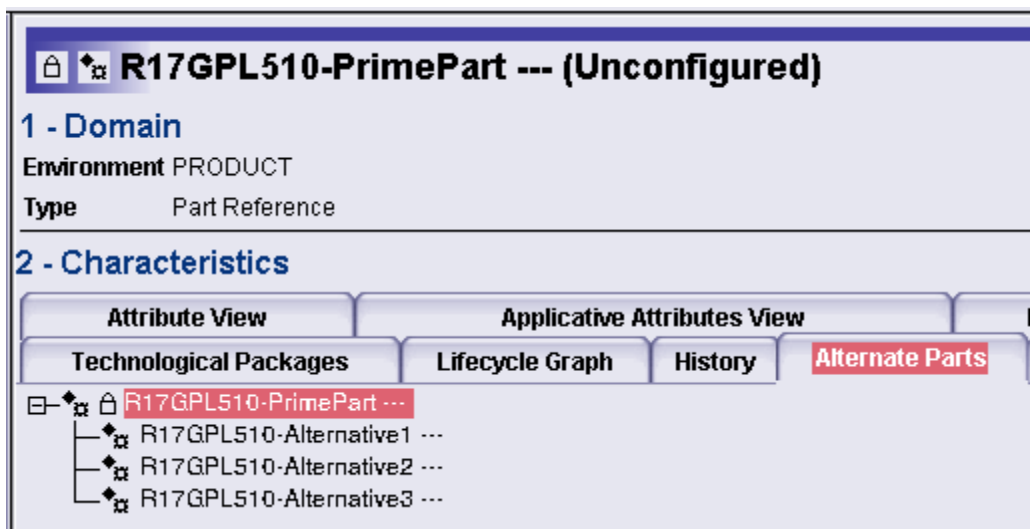 R17GPL510-PrimePart --- (Unconfigured)
1 - Domain
Environment PRODUCT
Type Part Reference
2 - Characteristics
Attribute View Applicative Attributes View
Technological Packages Lifecycle Graph History Alternate Parts
R17GPL510-PrimePart ---
R17GPL510-Alternative1 ---
R17GPL510-Alternative2 ---
R17GPL510-Alternative3 ---